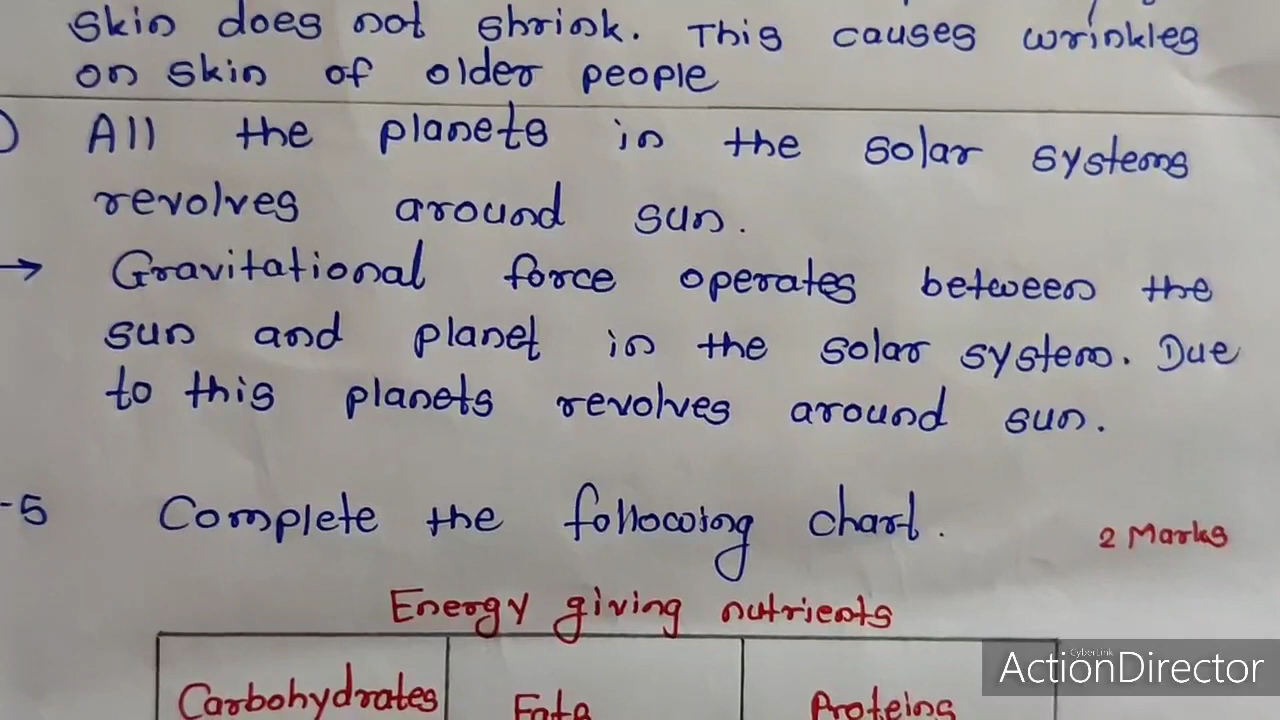 skin does not shrink. This causes wrinkles
on skin of older people
) All the planets in the solar systems
revolves around sun.
→ Gravitational force operates between the
sun and planet in the solar system. Due
to this planets revolves around sun.
-5 Complete the following chart.
2 Marks
Energy giving nutrients
Carbohydrates Fats Proteins
CyberLink
ActionDirector